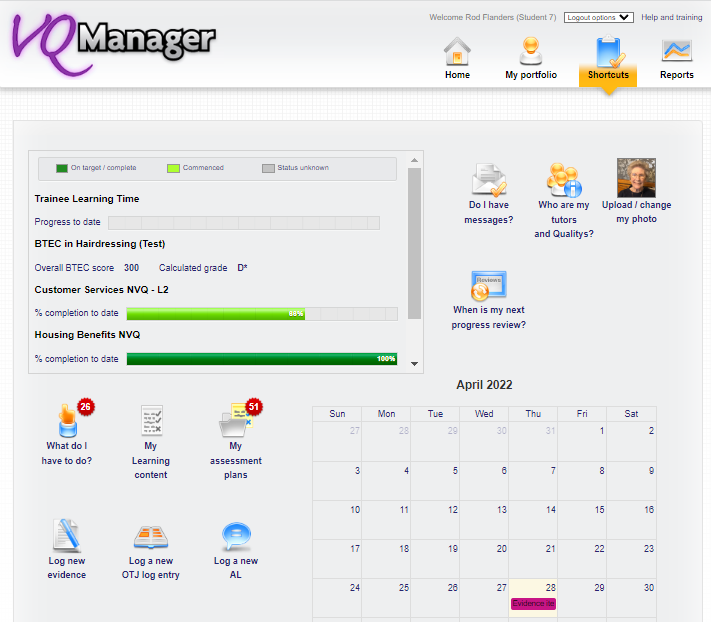 VQManager
Welcome Rod Flanders (Student 7)
Logout options
Help and training
Home
My portfolio
Shortcuts
Reports
On target / complete
Commenced
Status unknown
Trainee Learning Time
Progress to date
BTEC in Hairdressing (Test)
Overall BTEC score 300 Calculated grade D*
Customer Services NVQ - L2
% completion to date
Housing Benefits NVQ
% completion to date 100%
Do I have
messages?
Who are my
tutors
and Qualitys?
Upload / change
my photo
Reviews
When is my next
progress review?
26
What do I
have to do?
My
Learning
content
51
My
assessment
plans
Log new
evidence
Log a new
OTJ log entry
Log a new
AL
April 2022
Sun Mon Tue Wed Thu Fri Sat
27 28 29 30 31 1 2
3 4 5 6 7 8 9
10 11 12 13 14 15 16
17 18 19 20 21 22 23
24 25 26 27 28 29 30
Evidence